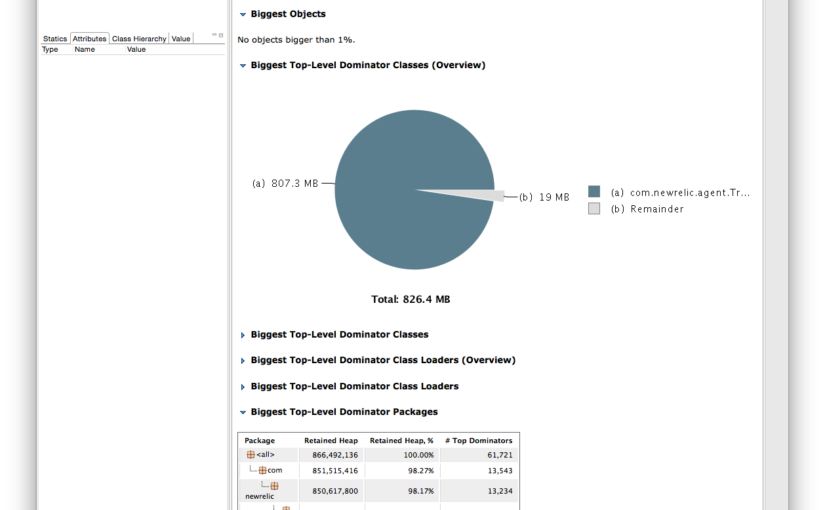 Biggest Objects
Statics Attributes Class Hierarchy Value
Type Name Value
No objects bigger than 1%.
Biggest Top-Level Dominator Classes (Overview)
(a) 807.3 MB
(b) 19 MB
(a) com.newrelic.agent.Tr...
(b) Remainder
Total: 826.4 MB
Biggest Top-Level Dominator Classes
Biggest Top-Level Dominator Class Loaders (Overview)
Biggest Top-Level Dominator Class Loaders
Biggest Top-Level Dominator Packages
Package Retained Heap Retained Heap, % # Top Dominators
<all> 866,492,136 100.00% 61,721
com 851,515,416 98.27% 13,543
newrelic 850,617,800 98.17% 13,234